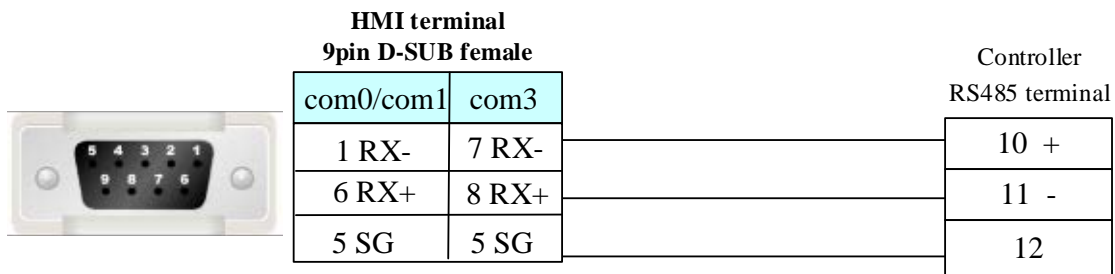 HMI terminal
9pin D-SUB female
Controller
RS485 terminal
com0/com1 com3
5 4 3 2 1
9 8 7 6
1 RX- 7 RX- 10 +
6 RX+ 8 RX+ 11 -
5 SG 5 SG 12